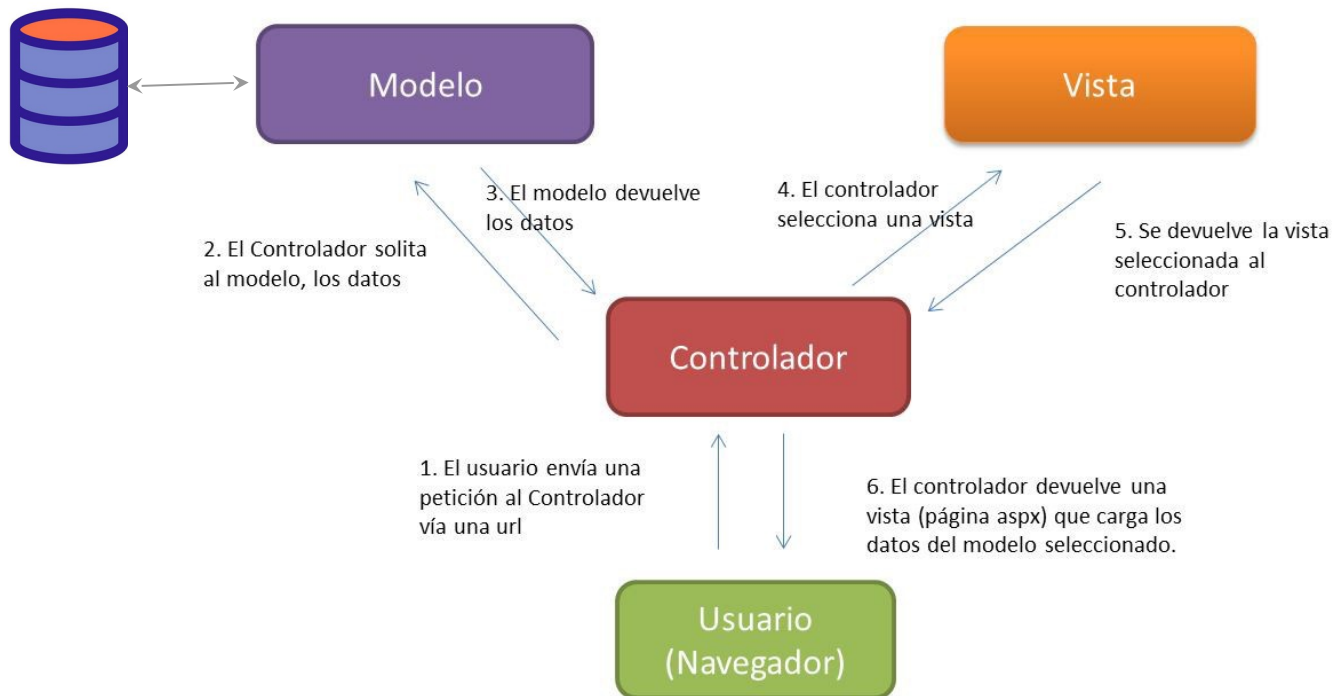 Modelo
Vista
3. El modelo devuelve
los datos
4. El controlador
selecciona una vista
2. El Controlador solita
al modelo, los datos
5. Se devuelve la vista
seleccionada al
controlador
Controlador
1. El usuario envía una
petición al Controlador
vía una url
6. El controlador devuelve una
vista (página aspx) que carga los
datos del modelo seleccionado.
Usuario
(Navegador)